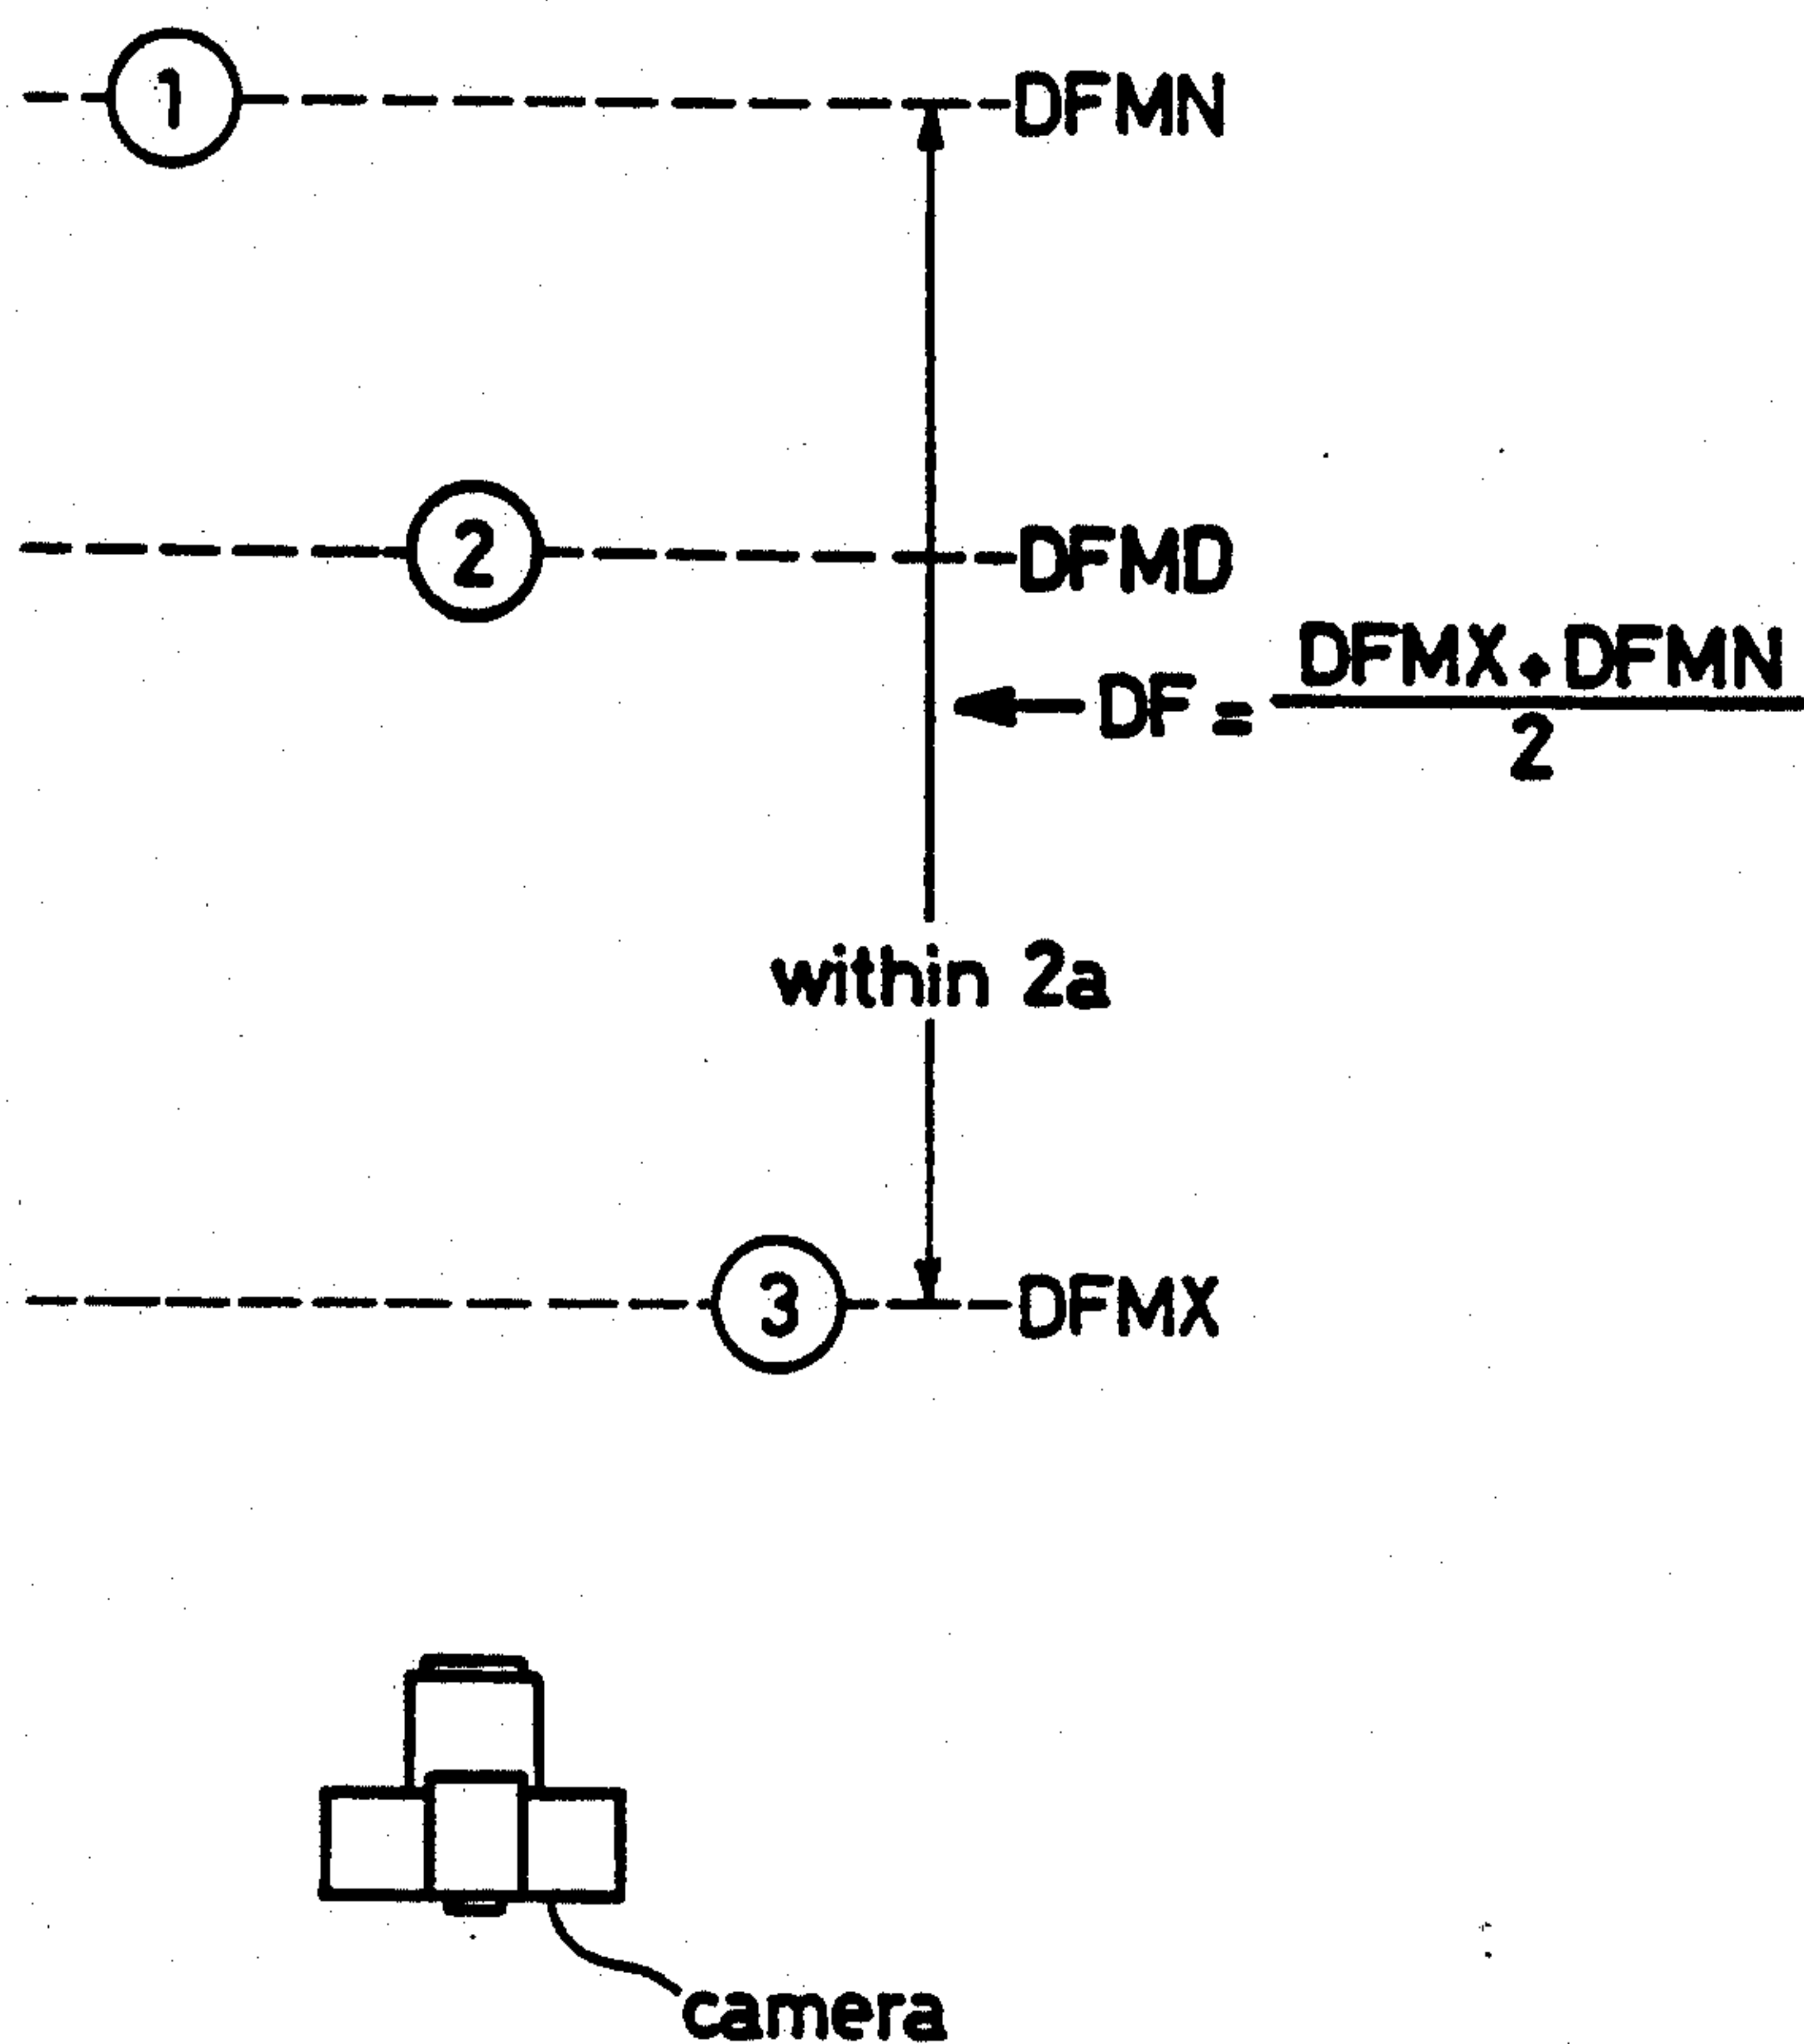 1 DFMN
2 DFMD
DF = DFMX+DFMN
2
within 2a
3 DFMX
camera